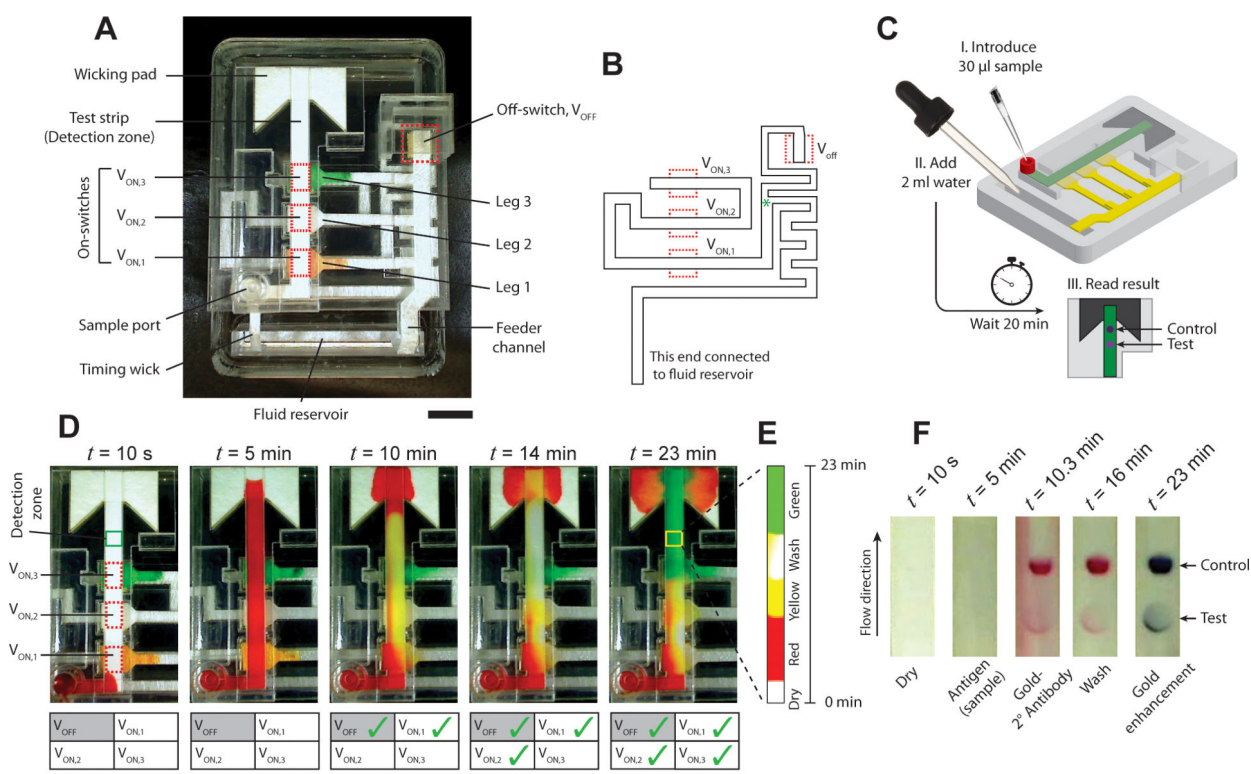 A
Wicking pad
Test strip
(Detection zone)
On-switches
V_ON,3
V_ON,2
V_ON,1
Sample port
Timing wick
Fluid reservoir
Off-switch, V_OFF
Leg 3
Leg 2
Leg 1
Feeder
channel
B
V_off
V_ON,3
V_ON,2
*
V_ON,1
This end connected
to fluid reservoir
C
I. Introduce
30 µl sample
II. Add
2 ml water
Wait 20 min
III. Read result
Control
Test
D
t = 10 s
t = 5 min
t = 10 min
t = 14 min
t = 23 min
Detection
zone
V_ON,3
V_ON,2
V_ON,1
V_OFF V_ON,1
V_ON,2 V_ON,3
V_OFF V_ON,1
V_ON,2 V_ON,3
V_OFF ✓ V_ON,1 ✓
V_ON,2 V_ON,3
V_OFF ✓ V_ON,1 ✓
V_ON,2 ✓ V_ON,3
V_OFF ✓ V_ON,1 ✓
V_ON,2 ✓ V_ON,3 ✓
E
23 min
Green
Wash
Yellow
Red
Dry
0 min
F
t = 10 s
t = 5 min
t = 10.3 min
t = 16 min
t = 23 min
Flow direction
Control
Test
Dry
Antigen
(sample)
Gold-
2° Antibody
Wash
Gold
enhancement